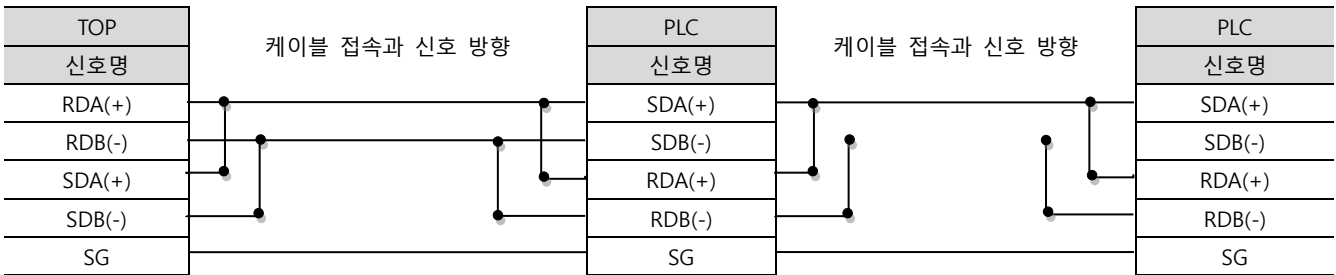 TOP 케이블 접속과 신호 방향 PLC 케이블 접속과 신호 방향 PLC
신호명 신호명 신호명
RDA(+) SDA(+) SDA(+)
RDB(-) SDB(-) SDB(-)
SDA(+) RDA(+) RDA(+)
SDB(-) RDB(-) RDB(-)
SG SG SG